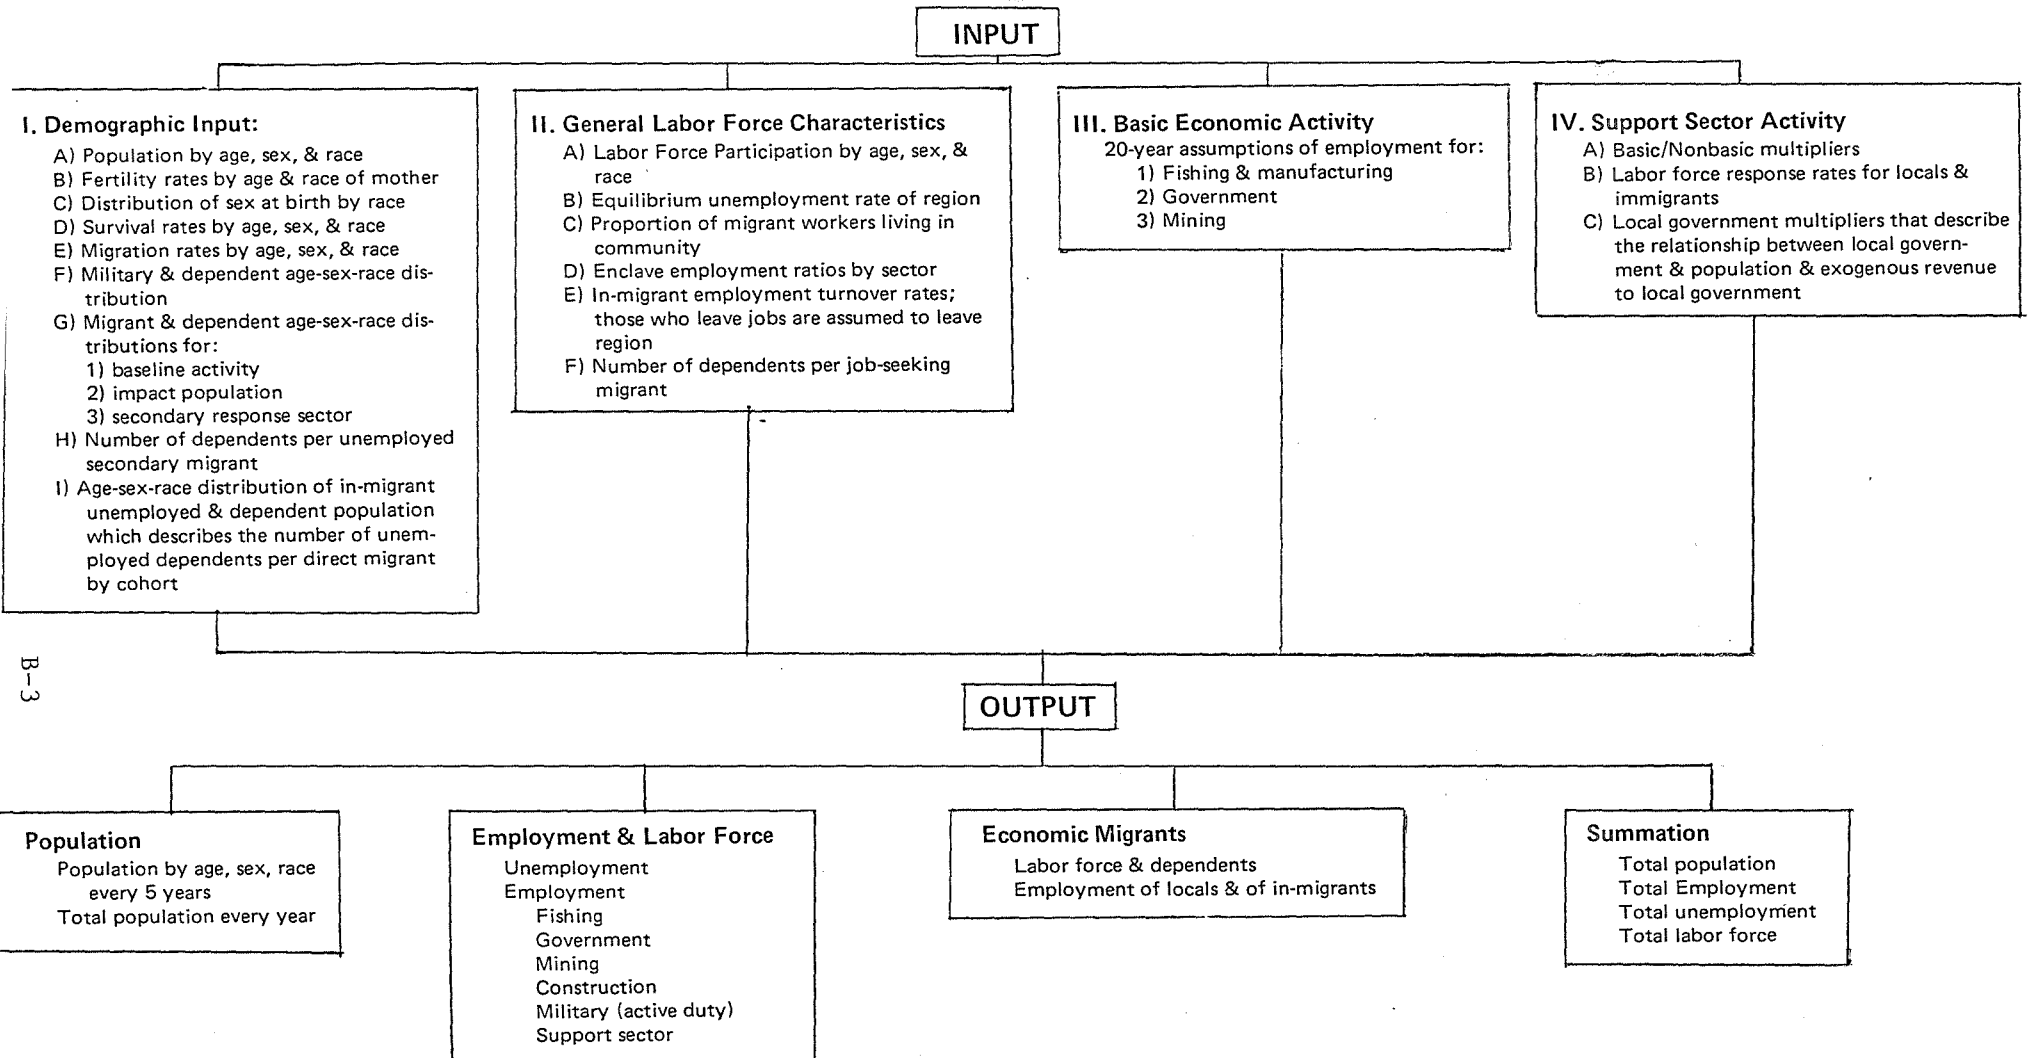 INPUT
I. Demographic Input:
A) Population by age, sex, & race
B) Fertility rates by age & race of mother
C) Distribution of sex at birth by race
D) Survival rates by age, sex, & race
E) Migration rates by age, sex, & race
F) Military & dependent age-sex-race dis-
tribution
G) Migrant & dependent age-sex-race dis-
tributions for:
1) baseline activity
2) impact population
3) secondary response sector
H) Number of dependents per unemployed
secondary migrant
I) Age-sex-race distribution of in-migrant
unemployed & dependent population
which describes the number of unem-
ployed dependents per direct migrant
by cohort
II. General Labor Force Characteristics
A) Labor Force Participation by age, sex, &
race
B) Equilibrium unemployment rate of region
C) Proportion of migrant workers living in
community
D) Enclave employment ratios by sector
E) In-migrant employment turnover rates;
those who leave jobs are assumed to leave
region
F) Number of dependents per job-seeking
migrant
III. Basic Economic Activity
20-year assumptions of employment for:
1) Fishing & manufacturing
2) Government
3) Mining
IV. Support Sector Activity
A) Basic/Nonbasic multipliers
B) Labor force response rates for locals &
immigrants
C) Local government multipliers that describe
the relationship between local govern-
ment & population & exogenous revenue
to local government
B-3
OUTPUT
Population
Population by age, sex, race
every 5 years
Total population every year
Employment & Labor Force
Unemployment
Employment
Fishing
Government
Mining
Construction
Military (active duty)
Support sector
Economic Migrants
Labor force & dependents
Employment of locals & of in-migrants
Summation
Total population
Total Employment
Total unemployment
Total labor force